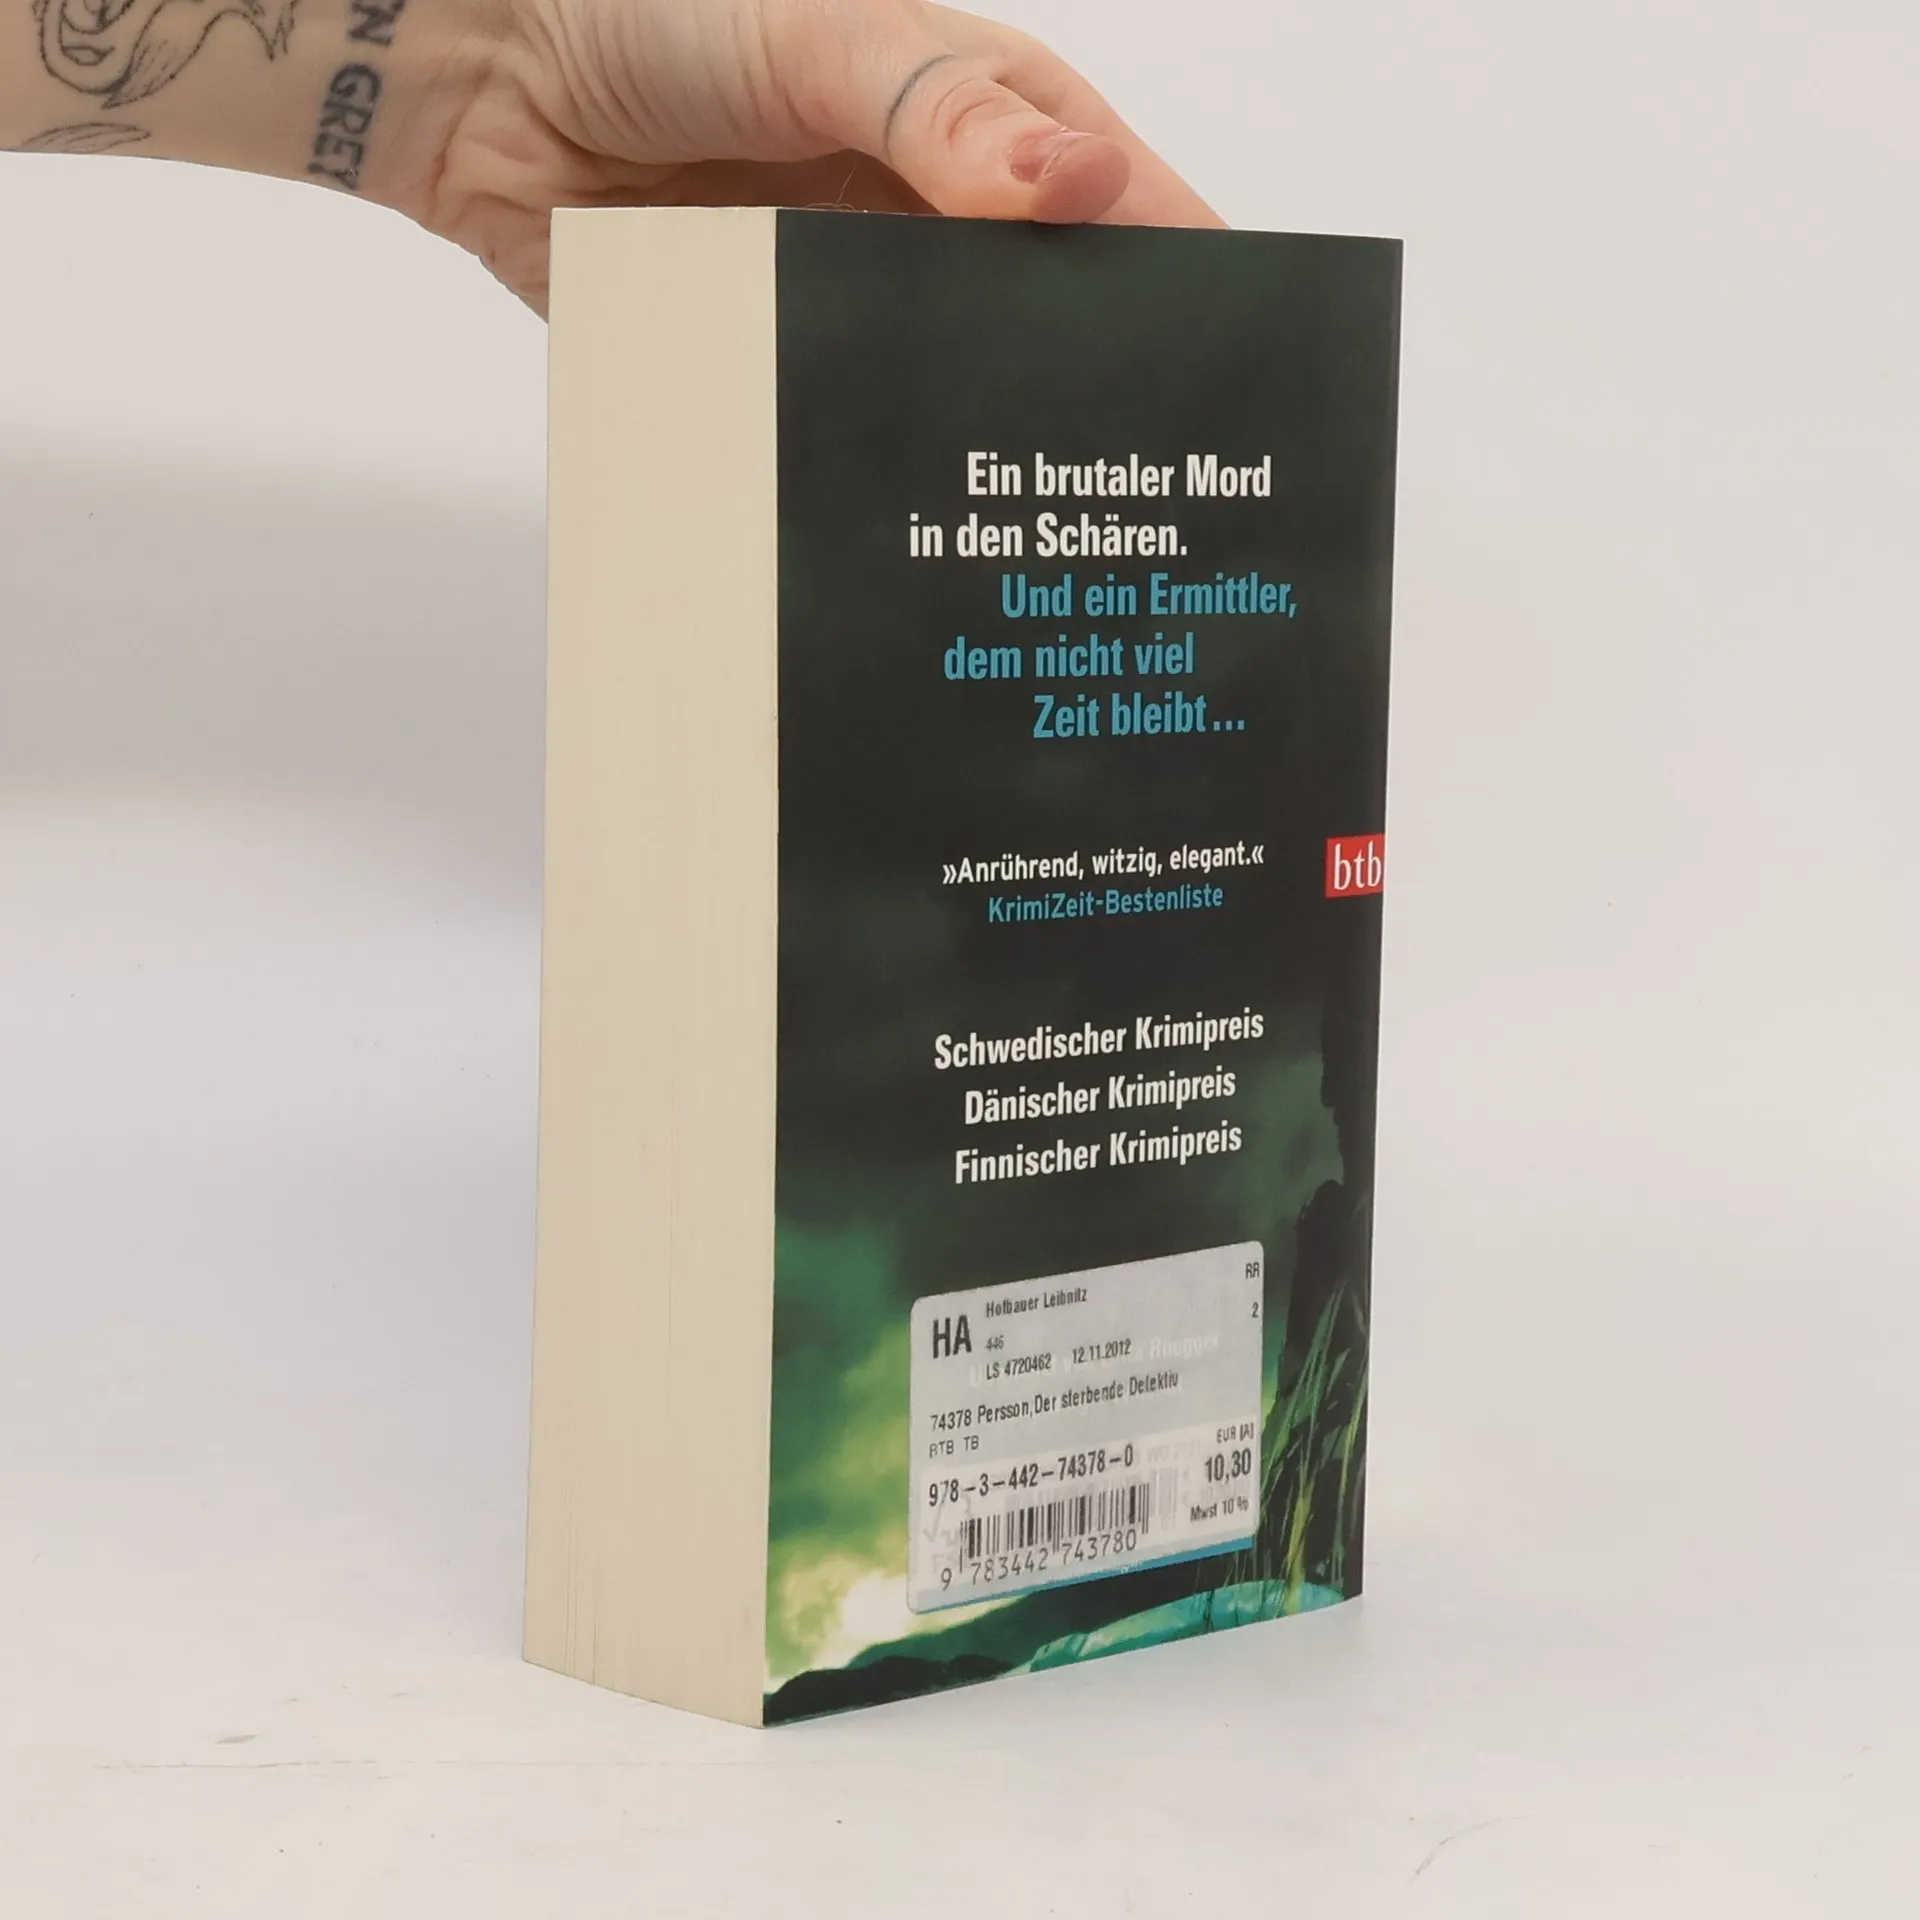 'N GREY
Ein brutaler Mord
in den Schären.
Und ein Ermittler,
dem nicht viel
Zeit bleibt...
»Anrührend, witzig, elegant.«
KrimiZeit-Bestenliste
btb
Schwedischer Krimipreis
Dänischer Krimipreis
Finnischer Krimipreis
HA Hofbauer Leibnitz RR
446 2
LS 4720462 12.11.2012
74378 Persson,Der sterbende Detektiv
BTB TB EUR [A]
978-3-442-74378-0 10,30
Mwst 10 %
9 783442 743780